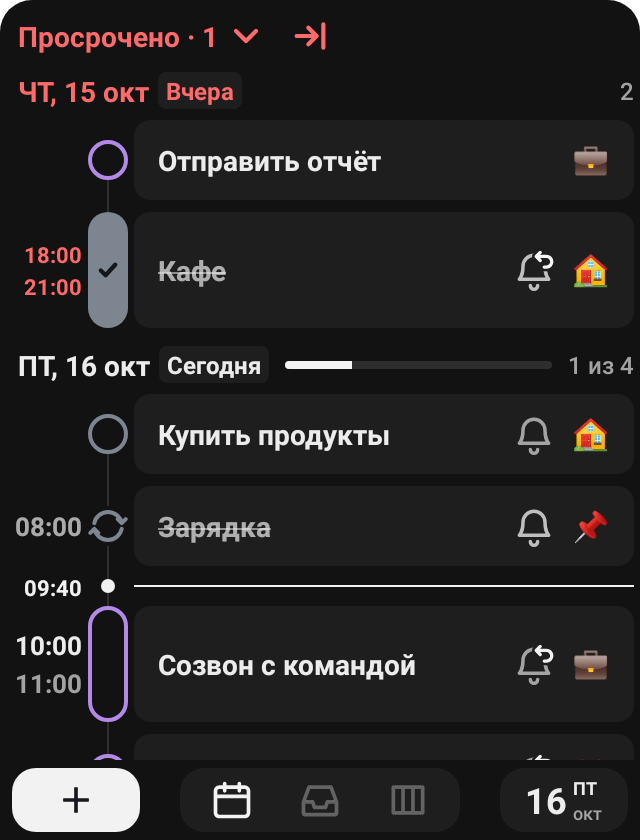 Просрочено · 1
ЧТ, 15 окт Вчера 2
Отправить отчёт
18:00
21:00
Кафе
ПТ, 16 окт Сегодня 1 из 4
Купить продукты
08:00 Зарядка
09:40
10:00
11:00
Созвон с командой
16 ПТ
окт